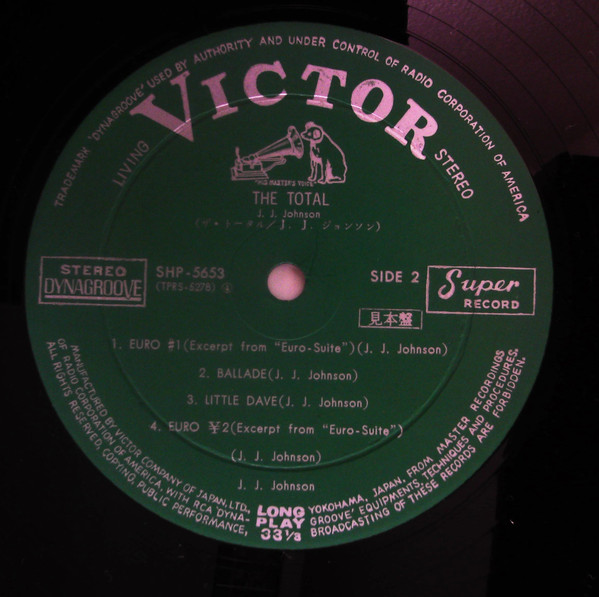 TRADEMARK 'DYNAGROOVE' USED BY AUTHORITY AND UNDER CONTROL OF RADIO CORPORATION OF AMERICA
VICTOR
LIVIING
STEREO
"HIS MASTER'S VOICE"
THE TOTAL
J. J. Johnson
(ザ・トータル/J. J. ジョンソン)
STEREO
DYNAGROOVE
SHP-5653
(TPRS-5278)
SIDE 2
Super
RECORD
見本盤
1. EURO #1(Excerpt from "Euro-Suite")(J. J. Johnson)
2. BALLADE(J. J. Johnson)
3. LITTLE DAVE(J. J. Johnson)
4. EURO ¥2(Excerpt from "Euro-Suite")
(J. J. Johnson)
J. J. Johnson
MANUFACTURED BY VICTOR COMPANY OF JAPAN, LTD.,
OF RADIO CORPORATION OF AMERICA, WITH RCA 'DYNA-
ALL RIGHTS RESERVED, COPYING, PUBLIC PERFORMANCE,
LONG
PLAY
33⅓
YOKOHAMA, JAPAN, FROM MASTER RECORDINGS
GROOVE' EQUIPMENTS, TECHNIQUES AND PROCEDURES.
BROADCASTING OF THESE RECORDS ARE FORBIDDEN.